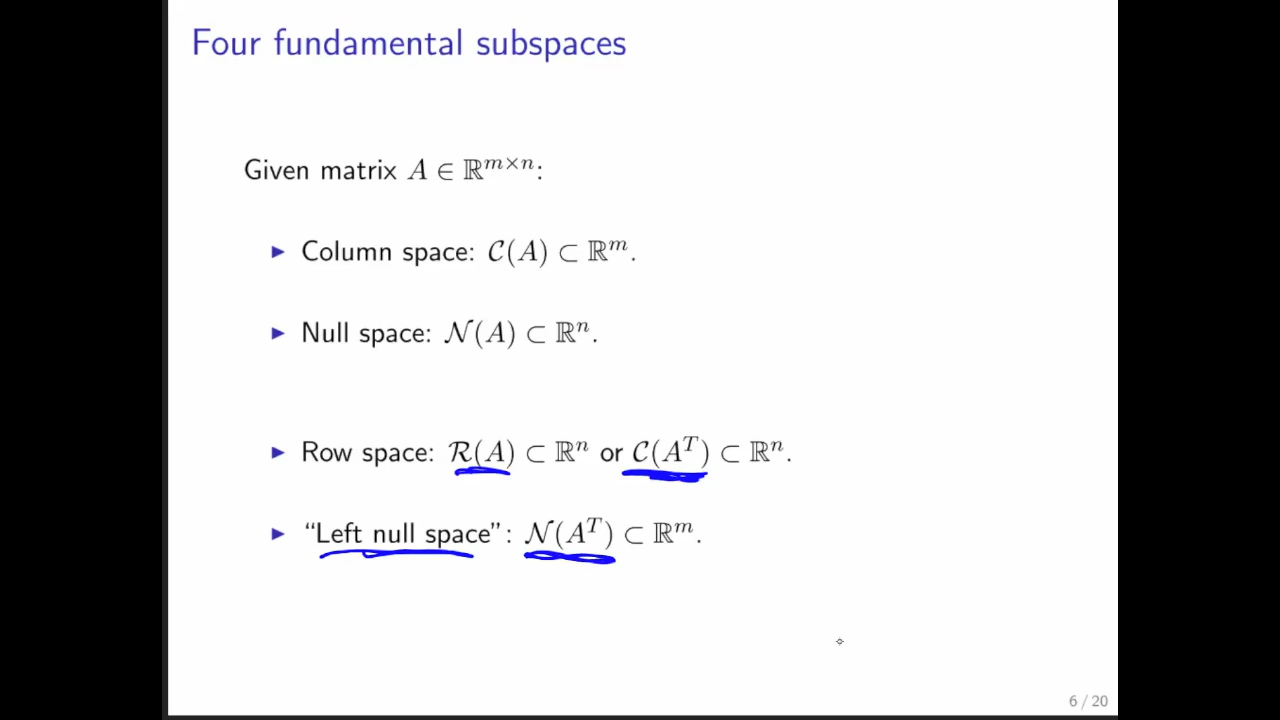 Four fundamental subspaces
Given matrix A ∈ ℝ^{m×n}:
▶ Column space: 𝒞(A) ⊂ ℝ^m.
▶ Null space: 𝒩(A) ⊂ ℝ^n.
▶ Row space: ℛ(A) ⊂ ℝ^n or 𝒞(A^T) ⊂ ℝ^n.
▶ “Left null space”: 𝒩(A^T) ⊂ ℝ^m.
6 / 20